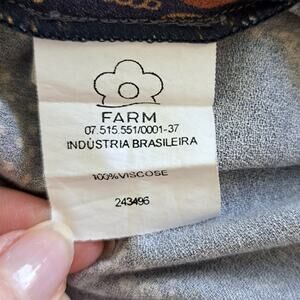 FARM
07.515.551/0001-37
INDÚSTRIA BRASILEIRA
100%VISCOSE
243496